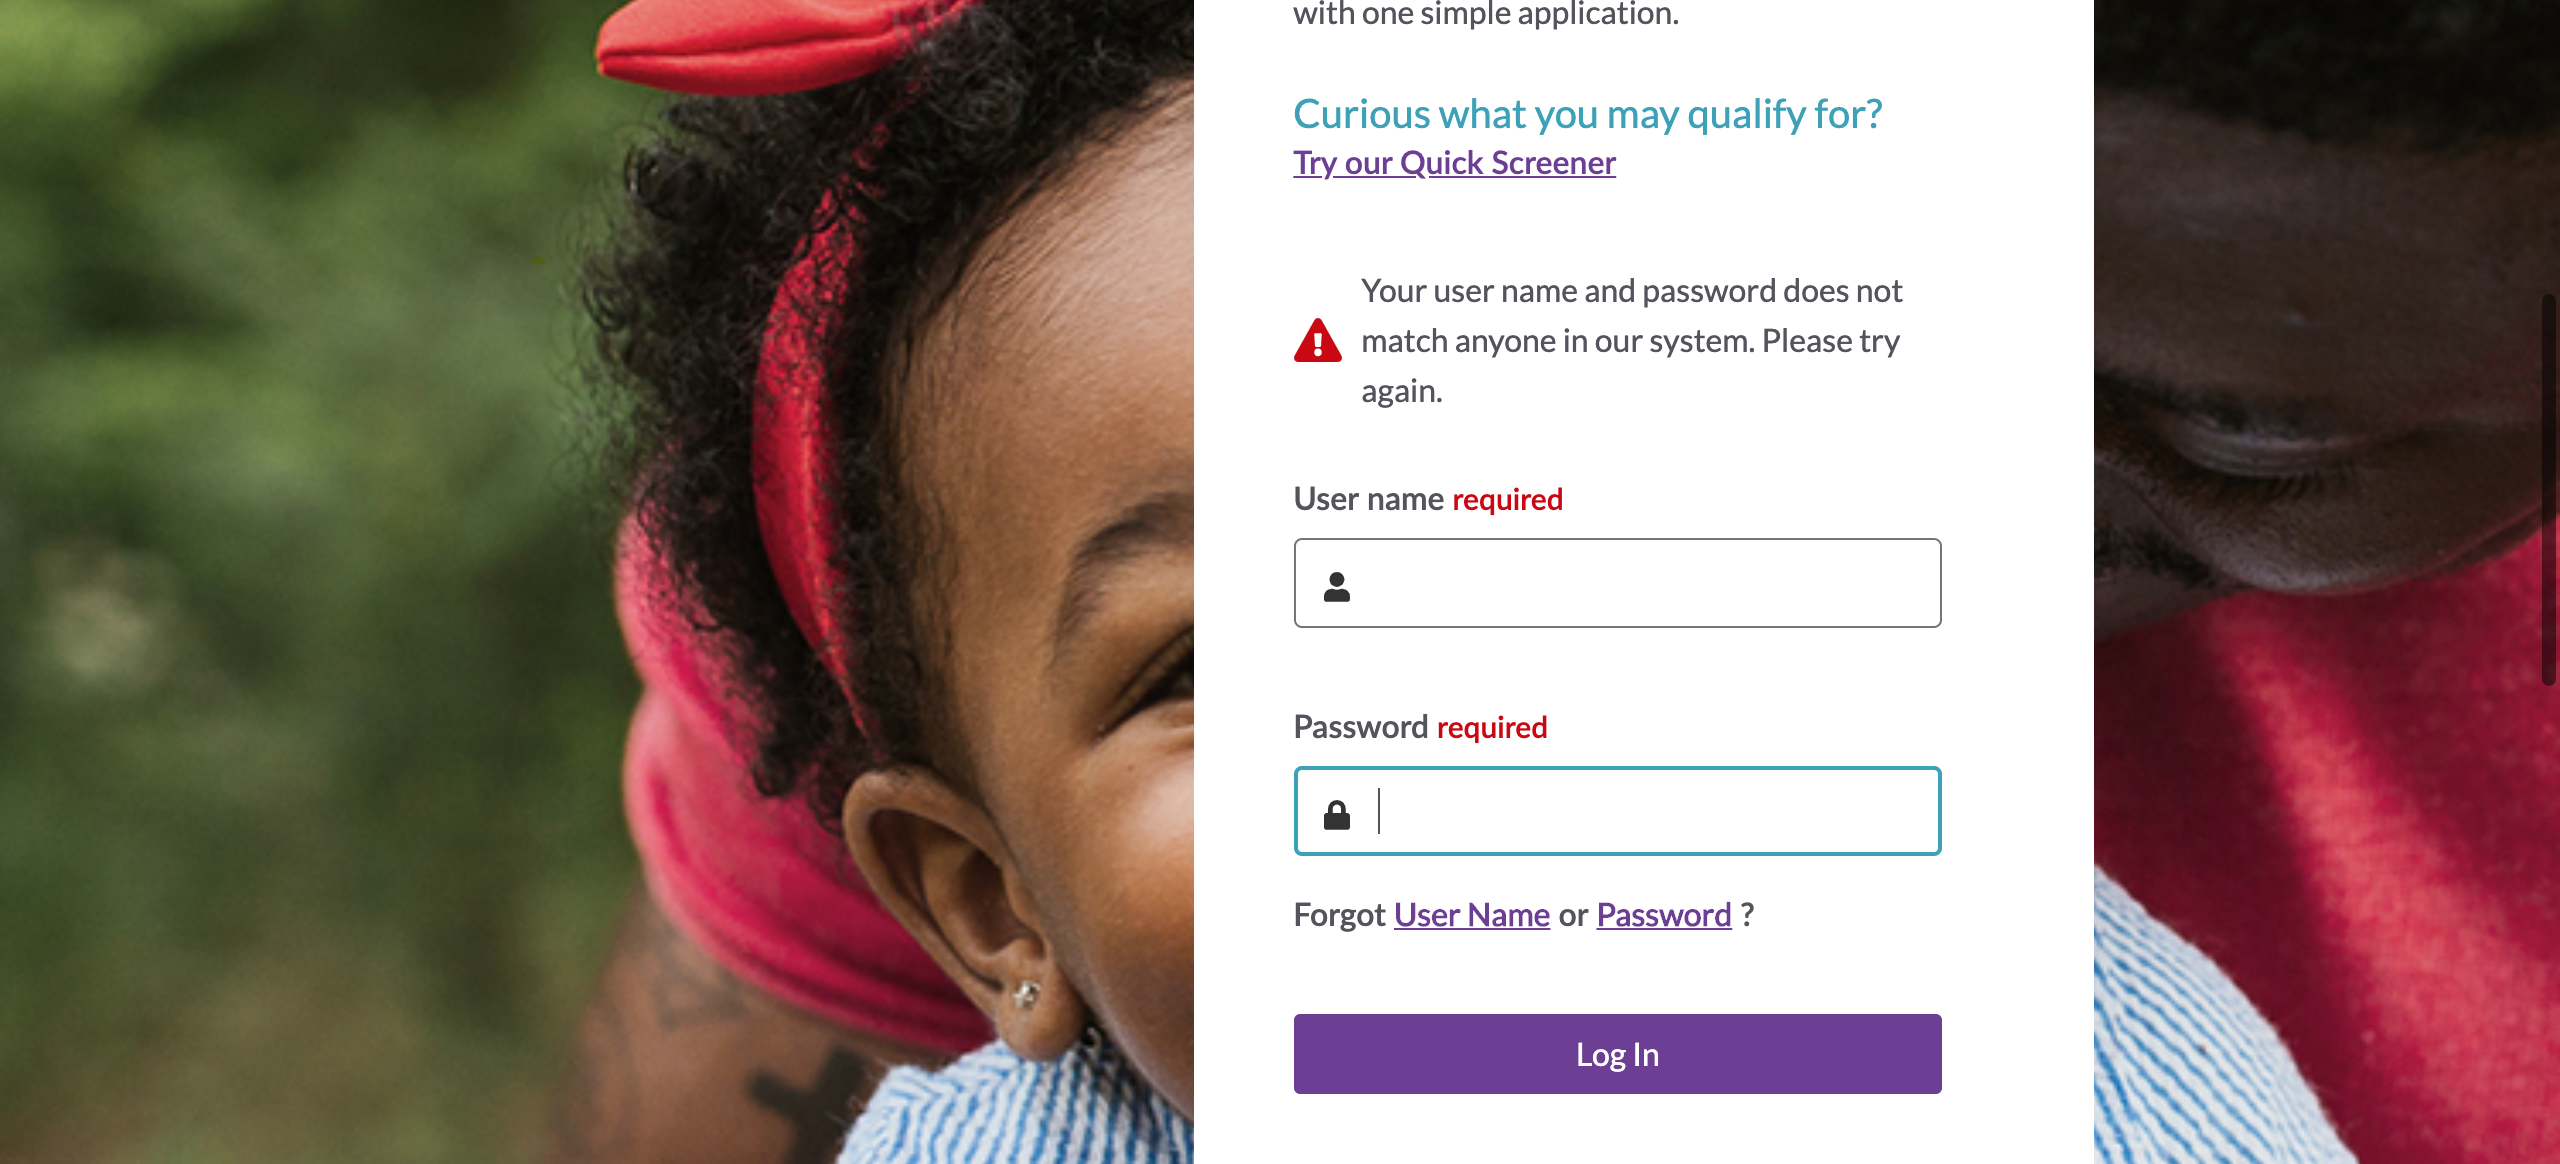 with one simple application.
Curious what you may qualify for?
Try our Quick Screener
Your user name and password does not
match anyone in our system. Please try
again.
User name required
Password required
Forgot User Name or Password ?
Log In